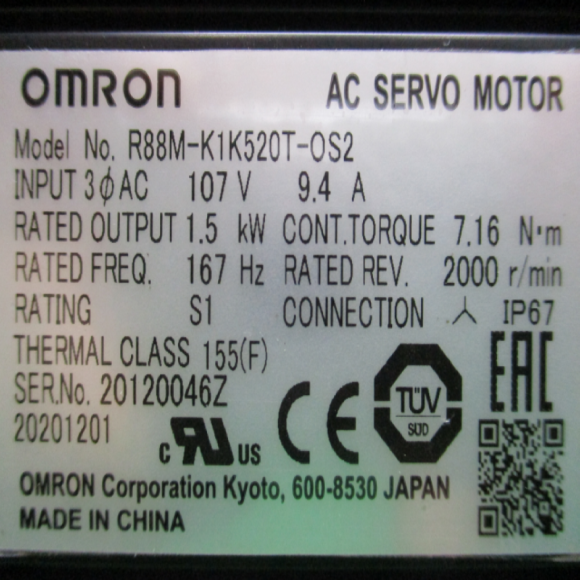 OMRON AC SERVO MOTOR
Model No. R88M-K1K520T-OS2
INPUT 3ϕAC 107 V 9.4 A
RATED OUTPUT 1.5 kW CONT.TORQUE 7.16 N·m
RATED FREQ. 167 Hz RATED REV. 2000 r/min
RATING S1 CONNECTION IP67
THERMAL CLASS 155(F)
SER.No. 20120046Z
20201201
c RU US CE TÜV SÜD EAC
OMRON Corporation Kyoto, 600-8530 JAPAN
MADE IN CHINA